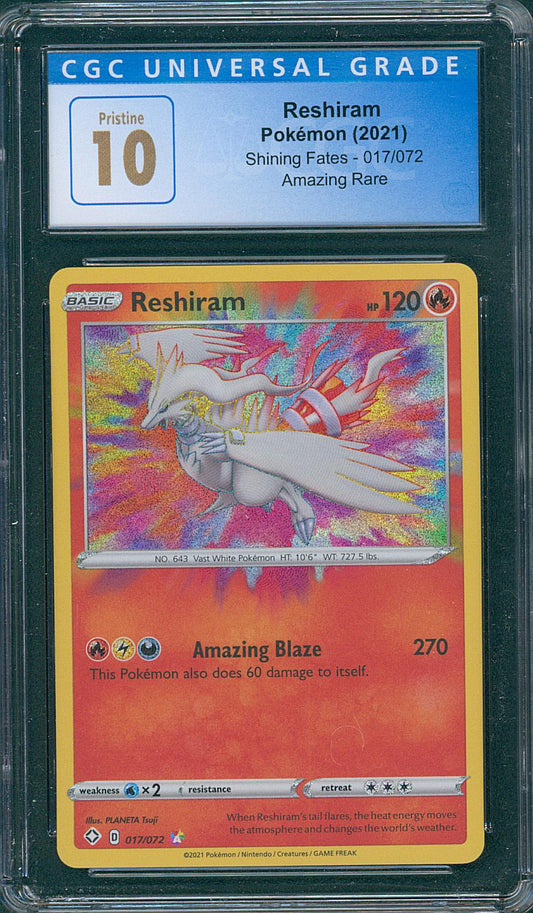 CGC UNIVERSAL GRADE
Pristine
10
Reshiram
Pokémon (2021)
Shining Fates - 017/072
Amazing Rare
BASIC Reshiram HP 120
NO. 643 Vast White Pokémon HT: 10'6" WT: 727.5 lbs.
Amazing Blaze 270
This Pokémon also does 60 damage to itself.
weakness ×2 resistance retreat
Illus. PLANETA Tsuji
When Reshiram's tail flares, the heat energy moves
the atmosphere and changes the world's weather.
D 017/072
©2021 Pokémon / Nintendo / Creatures / GAME FREAK